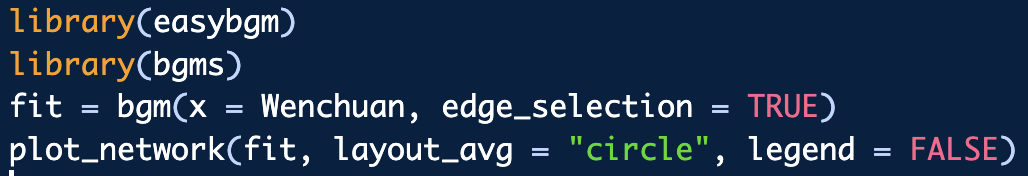 library(easybgm)
library(bgms)
fit = bgm(x = Wenchuan, edge_selection = TRUE)
plot_network(fit, layout_avg = "circle", legend = FALSE)